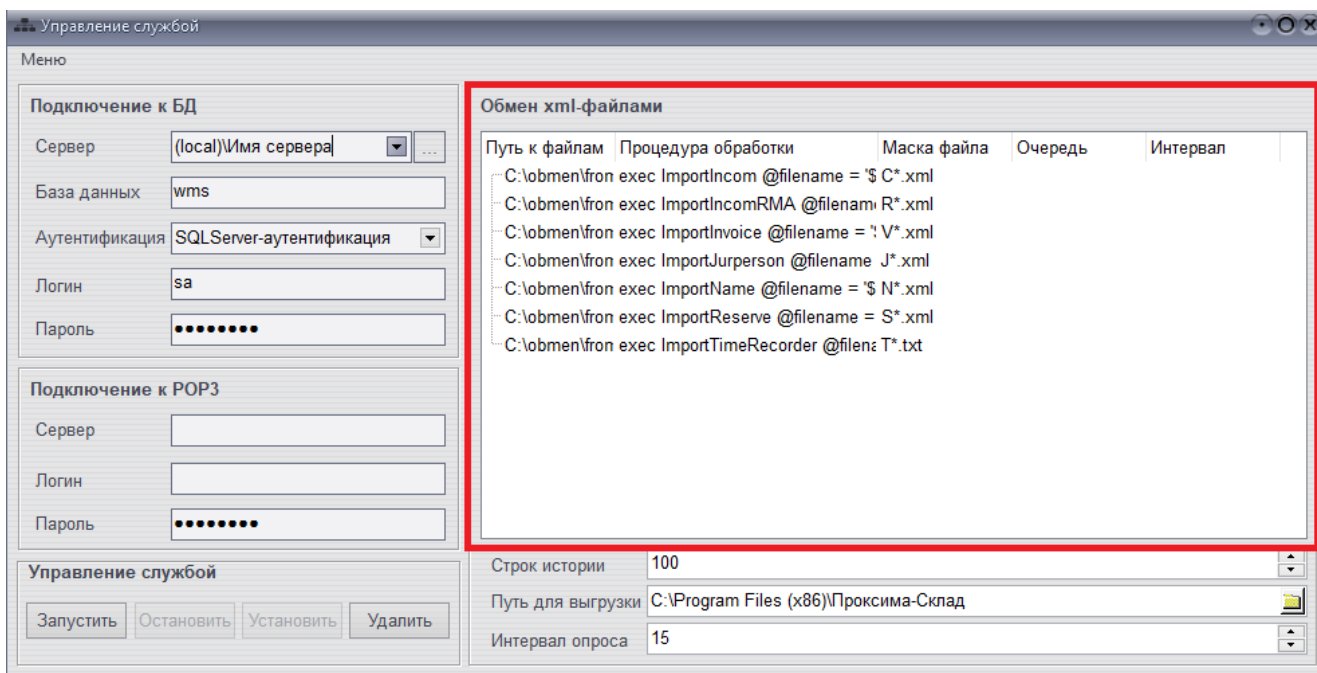 Управление службой
Меню
Подключение к БД
Сервер (local)\Имя сервера ...
База данных wms
Аутентификация SQLServer-аутентификация
Логин sa
Пароль ●●●●●●●●
Подключение к POP3
Сервер
Логин
Пароль ●●●●●●●●
Управление службой
Запустить Остановить Установить Удалить
Обмен xml-файлами
Путь к файлам Процедура обработки Маска файла Очередь Интервал
C:\obmen\fron exec ImportIncom @filename = '$ C*.xml
C:\obmen\fron exec ImportIncomRMA @filenam R*.xml
C:\obmen\fron exec ImportInvoice @filename = '$ V*.xml
C:\obmen\fron exec ImportJurperson @filename J*.xml
C:\obmen\fron exec ImportName @filename = '$ N*.xml
C:\obmen\fron exec ImportReserve @filename = S*.xml
C:\obmen\fron exec ImportTimeRecorder @filena T*.txt
Строк истории 100
Путь для выгрузки C:\Program Files (x86)\Проксима-Склад
Интервал опроса 15